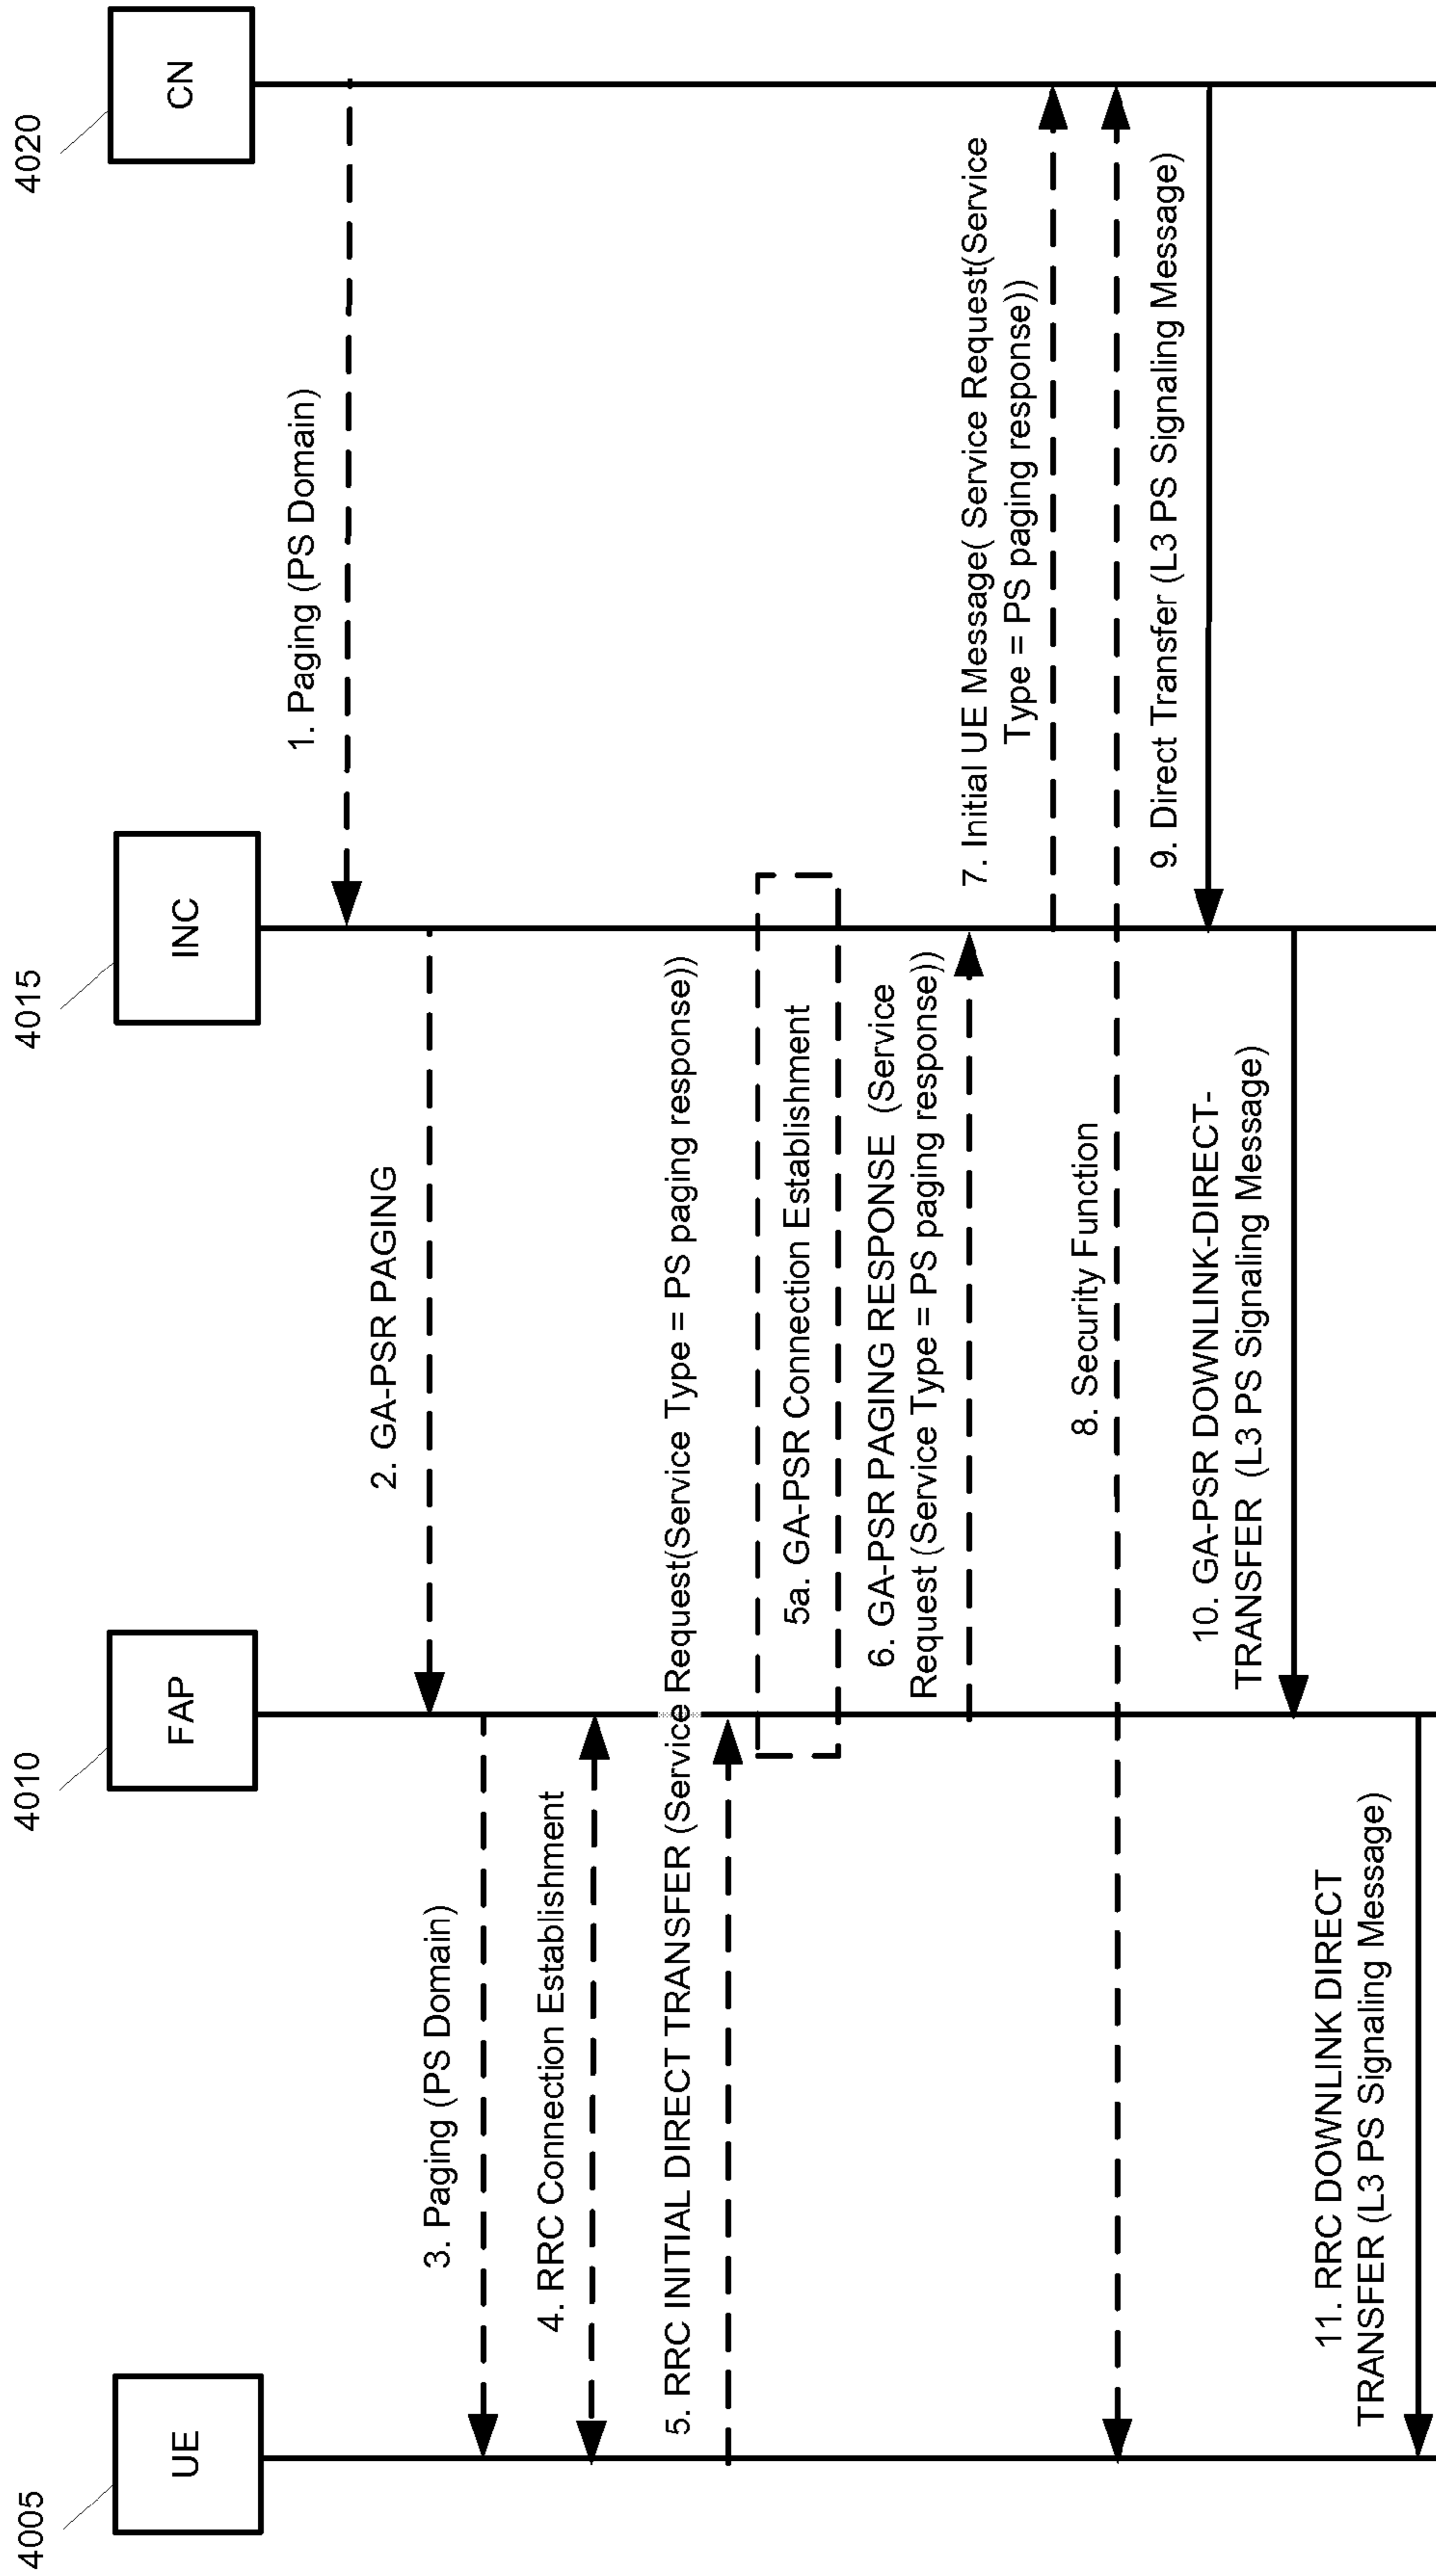 4005
4010
4015
4020
UE
FAP
INC
CN
1. Paging (PS Domain)
2. GA-PSR PAGING
3. Paging (PS Domain)
4. RRC Connection Establishment
5. RRC INITIAL DIRECT TRANSFER (Service Request(Service Type = PS paging response))
5a. GA-PSR Connection Establishment
6. GA-PSR PAGING RESPONSE (Service
Request (Service Type = PS paging response))
7. Initial UE Message( Service Request(Service
Type = PS paging response))
8. Security Function
9. Direct Transfer (L3 PS Signaling Message)
10. GA-PSR DOWNLINK-DIRECT-
TRANSFER (L3 PS Signaling Message)
11. RRC DOWNLINK DIRECT
TRANSFER (L3 PS Signaling Message)